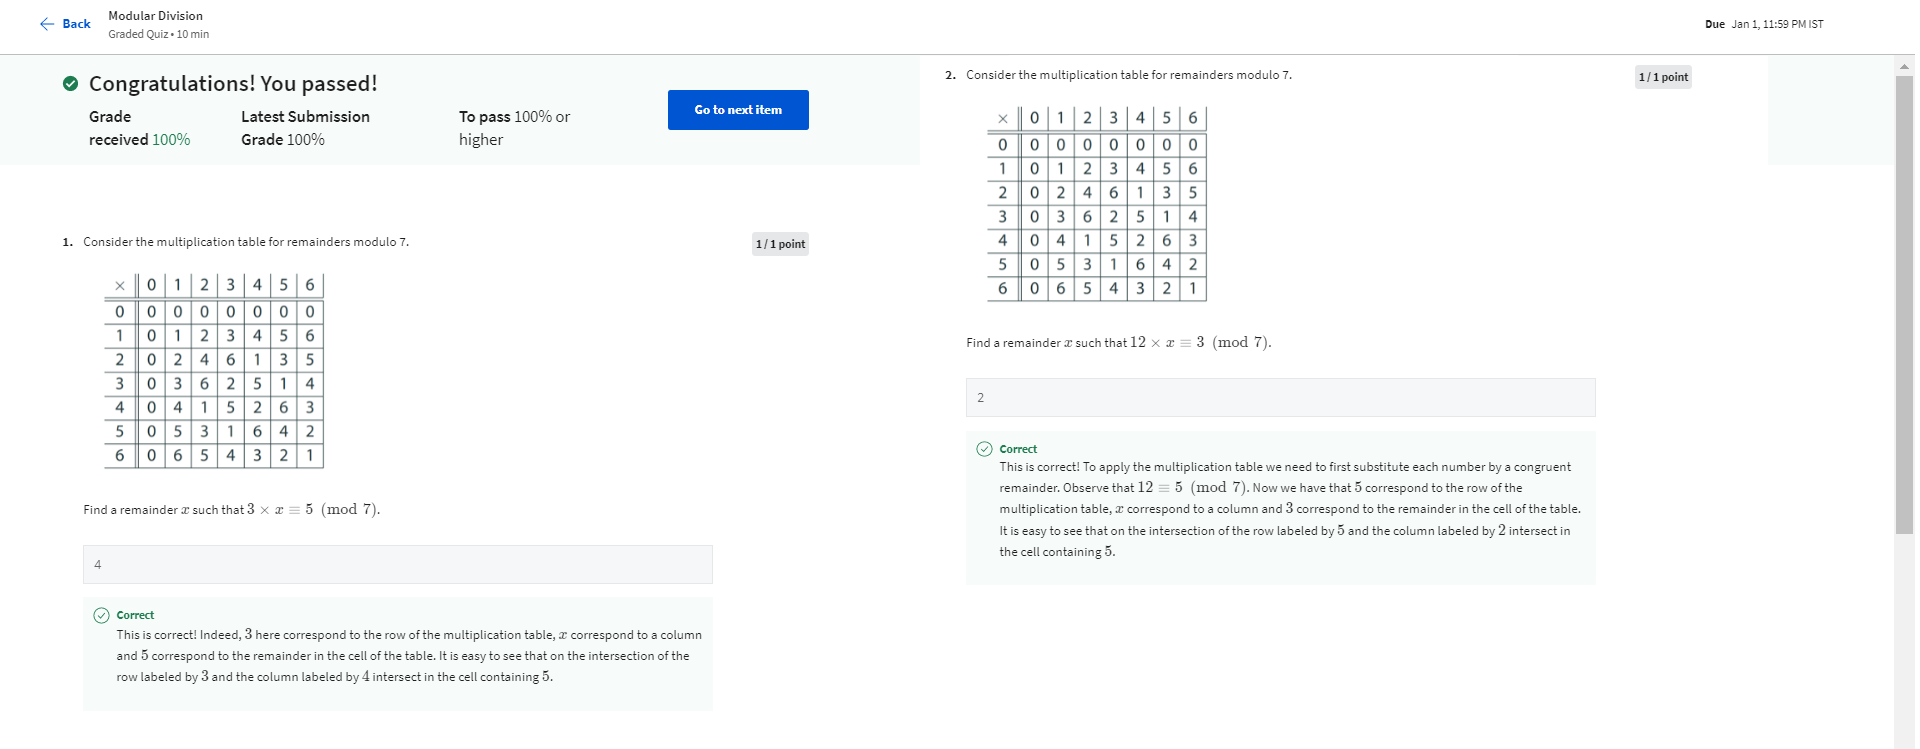 Back
Modular Division
Graded Quiz • 10 min
Due Jan 1, 11:59 PM IST
Congratulations! You passed!
Grade received 100%
Latest Submission Grade 100%
To pass 100% or higher
Go to next item
1. Consider the multiplication table for remainders modulo 7.
1 / 1 point
× 0 1 2 3 4 5 6
0 0 0 0 0 0 0 0
1 0 1 2 3 4 5 6
2 0 2 4 6 1 3 5
3 0 3 6 2 5 1 4
4 0 4 1 5 2 6 3
5 0 5 3 1 6 4 2
6 0 6 5 4 3 2 1
Find a remainder x such that 3 × x ≡ 5 (mod 7).
4
Correct
This is correct! Indeed, 3 here correspond to the row of the multiplication table, x correspond to a column
and 5 correspond to the remainder in the cell of the table. It is easy to see that on the intersection of the
row labeled by 3 and the column labeled by 4 intersect in the cell containing 5.
2. Consider the multiplication table for remainders modulo 7.
1 / 1 point
× 0 1 2 3 4 5 6
0 0 0 0 0 0 0 0
1 0 1 2 3 4 5 6
2 0 2 4 6 1 3 5
3 0 3 6 2 5 1 4
4 0 4 1 5 2 6 3
5 0 5 3 1 6 4 2
6 0 6 5 4 3 2 1
Find a remainder x such that 12 × x ≡ 3 (mod 7).
2
Correct
This is correct! To apply the multiplication table we need to first substitute each number by a congruent
remainder. Observe that 12 ≡ 5 (mod 7). Now we have that 5 correspond to the row of the
multiplication table, x correspond to a column and 3 correspond to the remainder in the cell of the table.
It is easy to see that on the intersection of the row labeled by 5 and the column labeled by 2 intersect in
the cell containing 5.